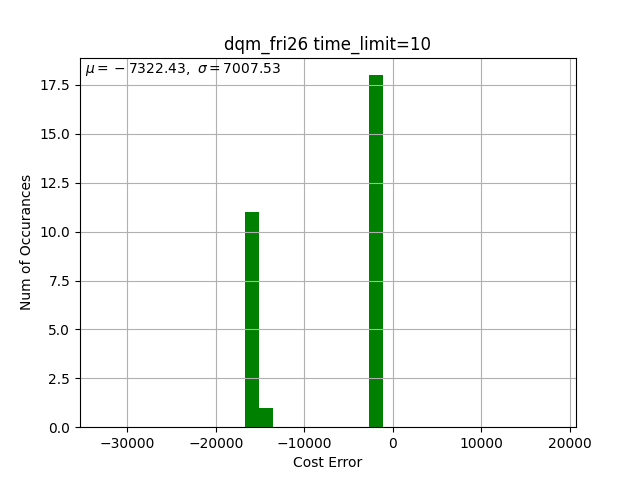 dqm_fri26 time_limit=10
μ = −7322.43, σ = 7007.53
17.5
15.0
12.5
10.0
7.5
5.0
2.5
0.0
Num of Occurances
−30000 −20000 −10000 0 10000 20000
Cost Error